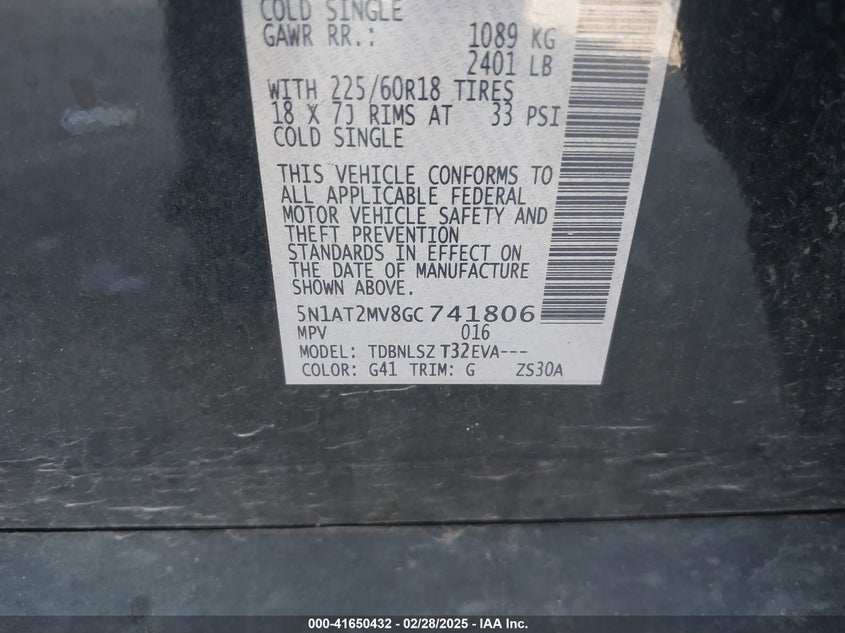 COLD SINGLE
GAWR RR.: 1089 KG
2401 LB
WITH 225/60R18 TIRES
18 X 7J RIMS AT 33 PSI
COLD SINGLE
THIS VEHICLE CONFORMS TO
ALL APPLICABLE FEDERAL
MOTOR VEHICLE SAFETY AND
THEFT PREVENTION
STANDARDS IN EFFECT ON
THE DATE OF MANUFACTURE
SHOWN ABOVE.
5N1AT2MV8GC741806
MPV 016
MODEL: TDBNLSZ T32EVA---
COLOR: G41 TRIM: G ZS30A
000-41650432 - 02/28/2025 - IAA Inc.